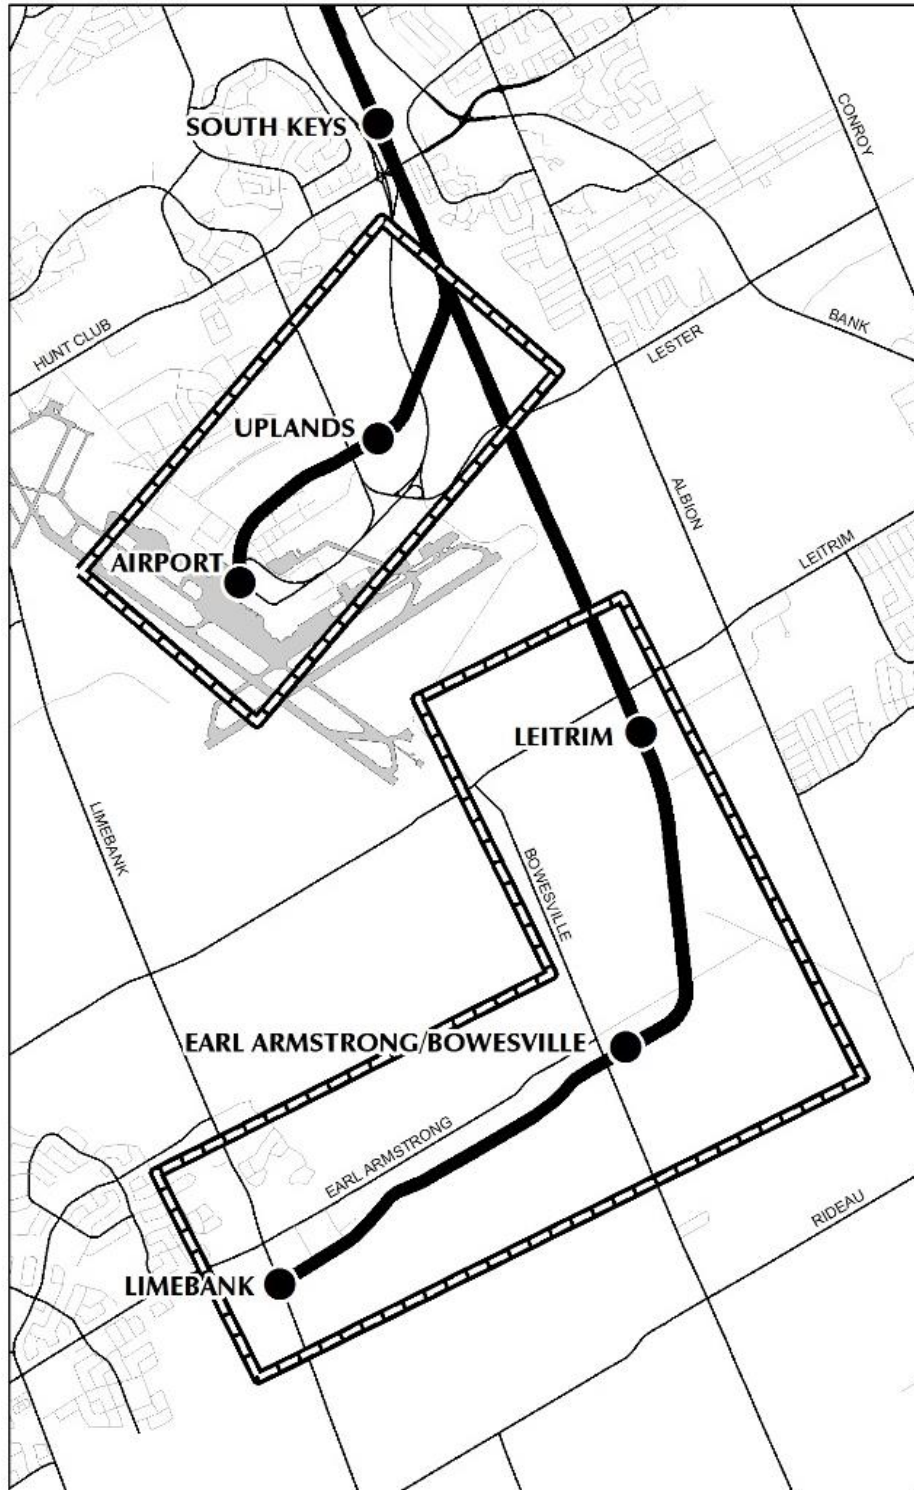 CONROY
SOUTH KEYS
HUNT CLUB
BANK
LESTER
UPLANDS
ALBION
LEITRIM
AIRPORT
LEITRIM
LIMEBANK
BOWESVILLE
EARL ARMSTRONG/BOWESVILLE
EARL ARMSTRONG
RIDEAU
LIMEBANK